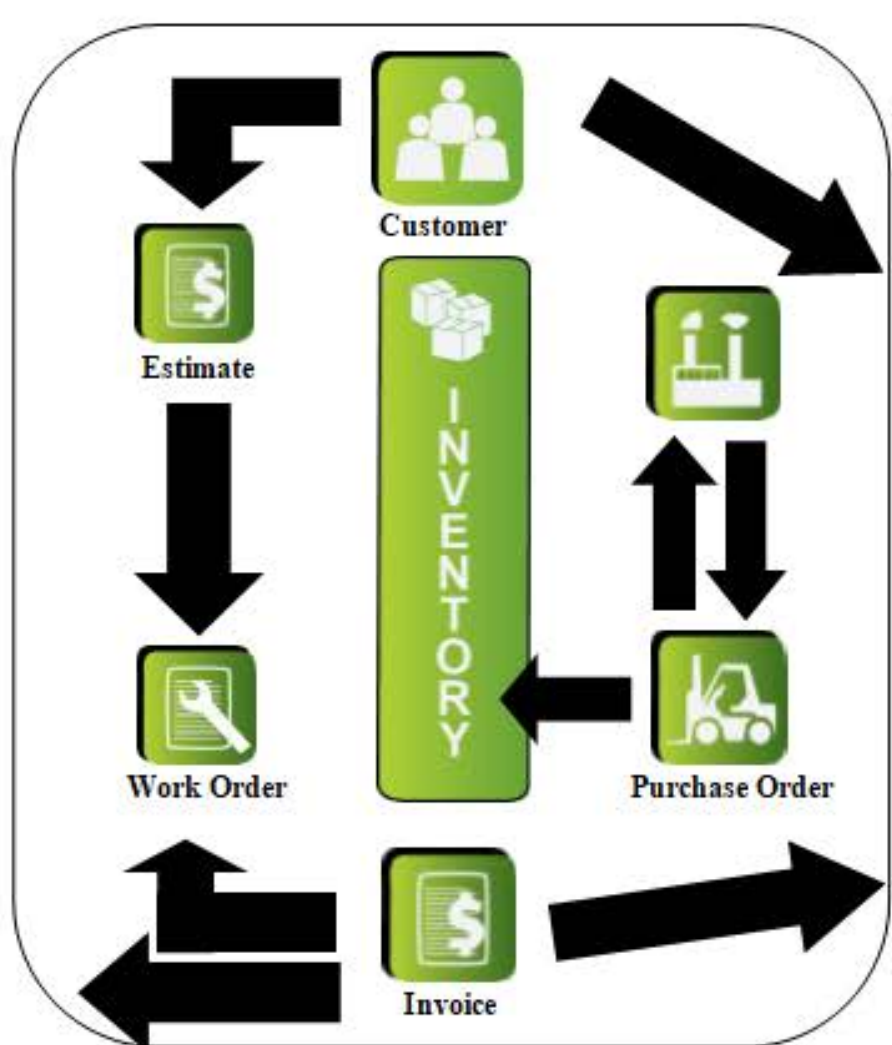 Customer
Estimate
INVENTORY
Work Order
Purchase Order
Invoice